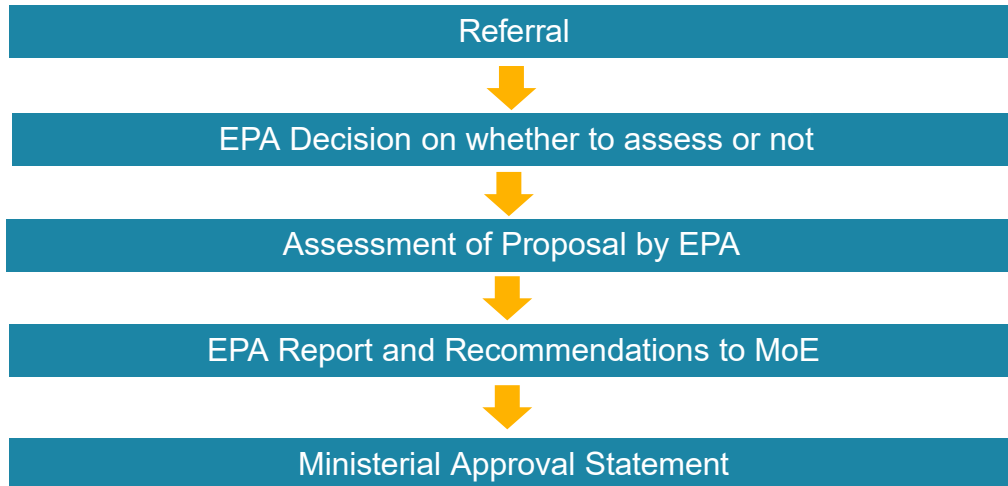 Referral
EPA Decision on whether to assess or not
Assessment of Proposal by EPA
EPA Report and Recommendations to MoE
Ministerial Approval Statement